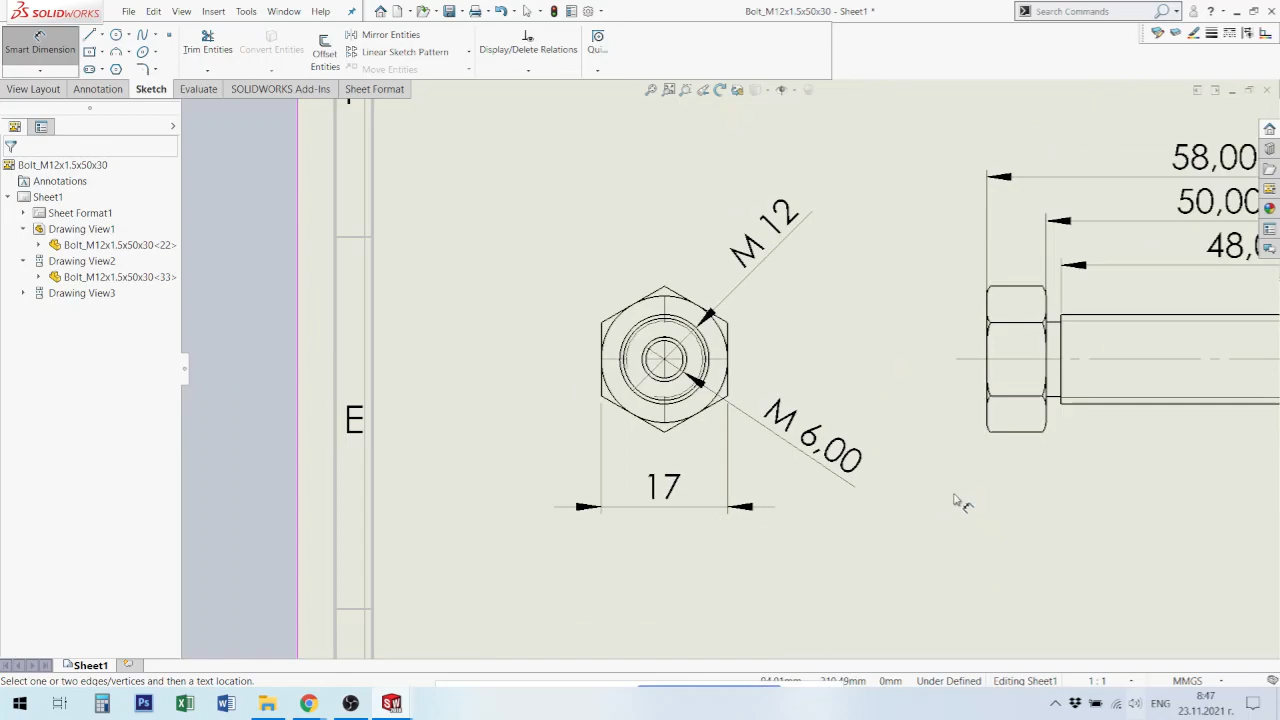 SOLIDWORKS
File Edit View Insert Tools Window Help
Bolt_M12x1.5x50x30 - Sheet1 *
Search Commands
?
Smart Dimension
Trim Entities
Convert Entities
Offset Entities
Mirror Entities
Linear Sketch Pattern
Move Entities
Display/Delete Relations
Qui...
View Layout Annotation Sketch Evaluate SOLIDWORKS Add-Ins Sheet Format
Bolt_M12x1.5x50x30
Annotations
Sheet1
Sheet Format1
Drawing View1
Bolt_M12x1.5x50x30<22>
Drawing View2
Bolt_M12x1.5x50x30<33>
Drawing View3
58,00
50,00
48,
M 12
M 6,00
17
E
Sheet1
Select one or two edges/vertices and then a text location.
Under Defined
Editing Sheet1
1 : 1
MMGS
ENG
8:47
23.11.2021 г.